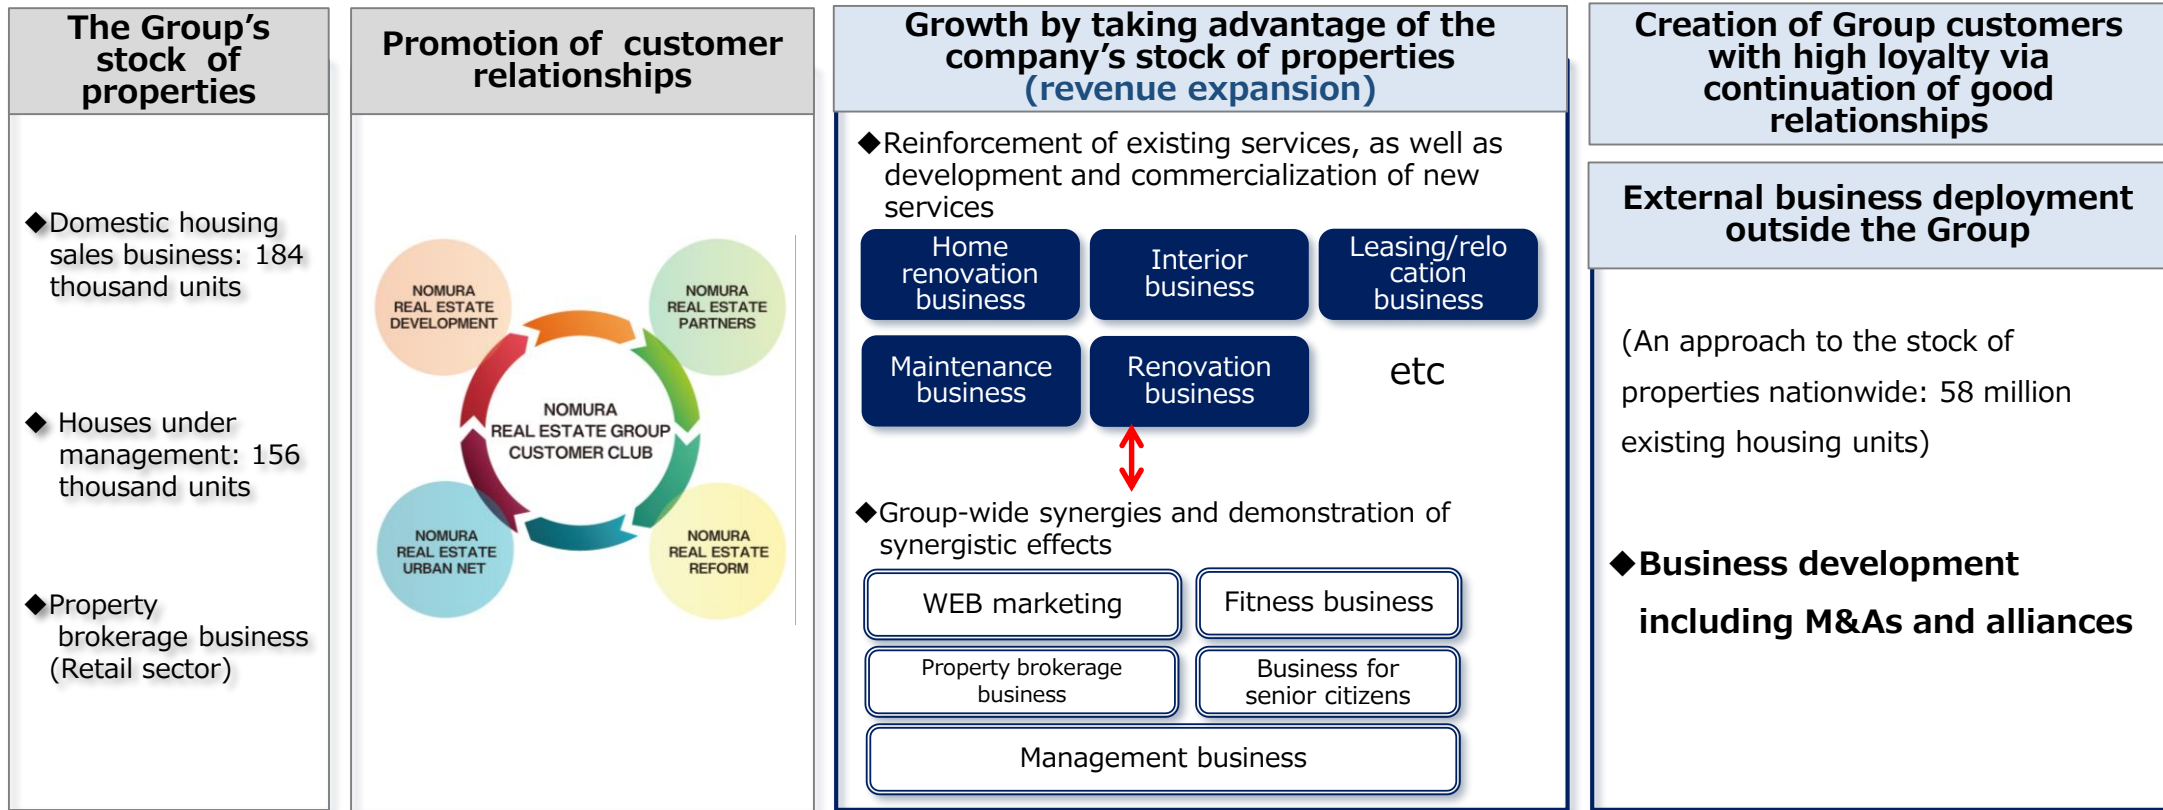 The Group’s
stock of
properties
◆Domestic housing
sales business: 184
thousand units
◆ Houses under
management: 156
thousand units
◆Property
brokerage business
(Retail sector)
Promotion of customer
relationships
NOMURA
REAL ESTATE
DEVELOPMENT
NOMURA
REAL ESTATE
PARTNERS
NOMURA
REAL ESTATE GROUP
CUSTOMER CLUB
NOMURA
REAL ESTATE
URBAN NET
NOMURA
REAL ESTATE
REFORM
Growth by taking advantage of the
company’s stock of properties
(revenue expansion)
◆Reinforcement of existing services, as well as
development and commercialization of new
services
Home
renovation
business
Interior
business
Leasing/relo
cation
business
Maintenance
business
Renovation
business
etc
◆Group-wide synergies and demonstration of
synergistic effects
WEB marketing
Fitness business
Property brokerage
business
Business for
senior citizens
Management business
Creation of Group customers
with high loyalty via
continuation of good
relationships
External business deployment
outside the Group
(An approach to the stock of
properties nationwide: 58 million
existing housing units)
◆Business development
including M&As and alliances